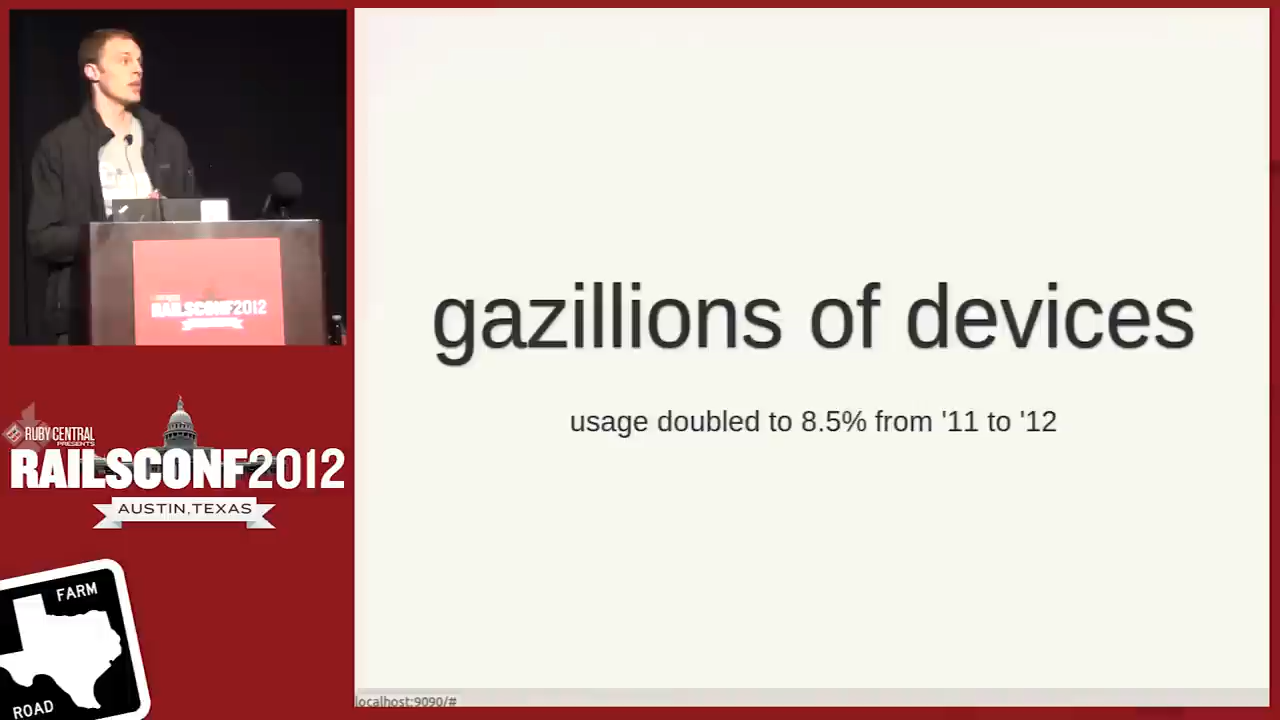 gazillions of devices
usage doubled to 8.5% from '11 to '12
localhost:9090/#
RAILSCONF2012
RUBY CENTRAL
PRESENTS
RAILSCONF2012
AUSTIN, TEXAS
FARM
ROAD